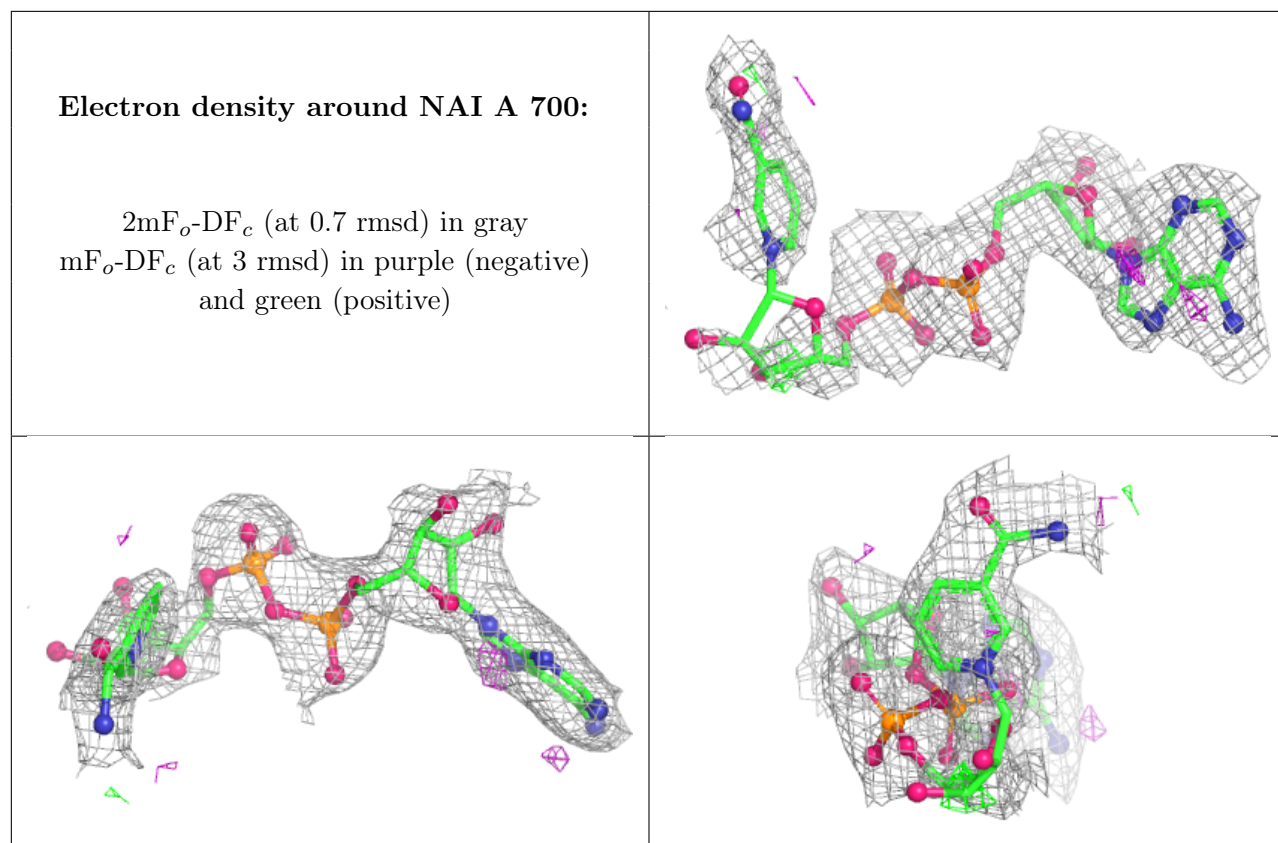 Electron density around NAI A 700:
2mFₒ-DF𝒸 (at 0.7 rmsd) in gray
mFₒ-DF𝒸 (at 3 rmsd) in purple (negative)
and green (positive)